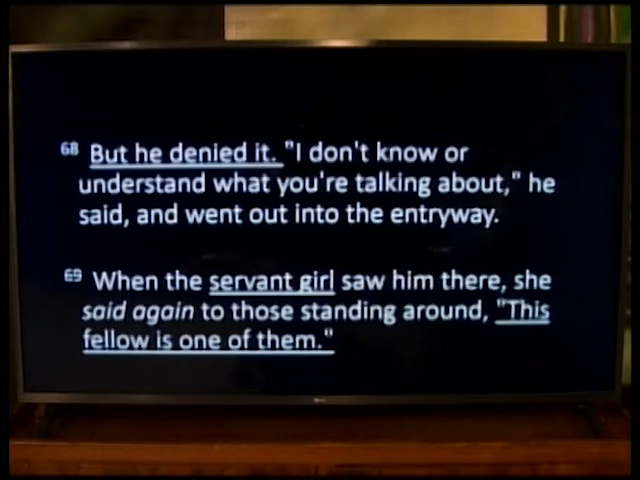 68 But he denied it. "I don't know or
understand what you're talking about," he
said, and went out into the entryway.
69 When the servant girl saw him there, she
said again to those standing around, "This
fellow is one of them."